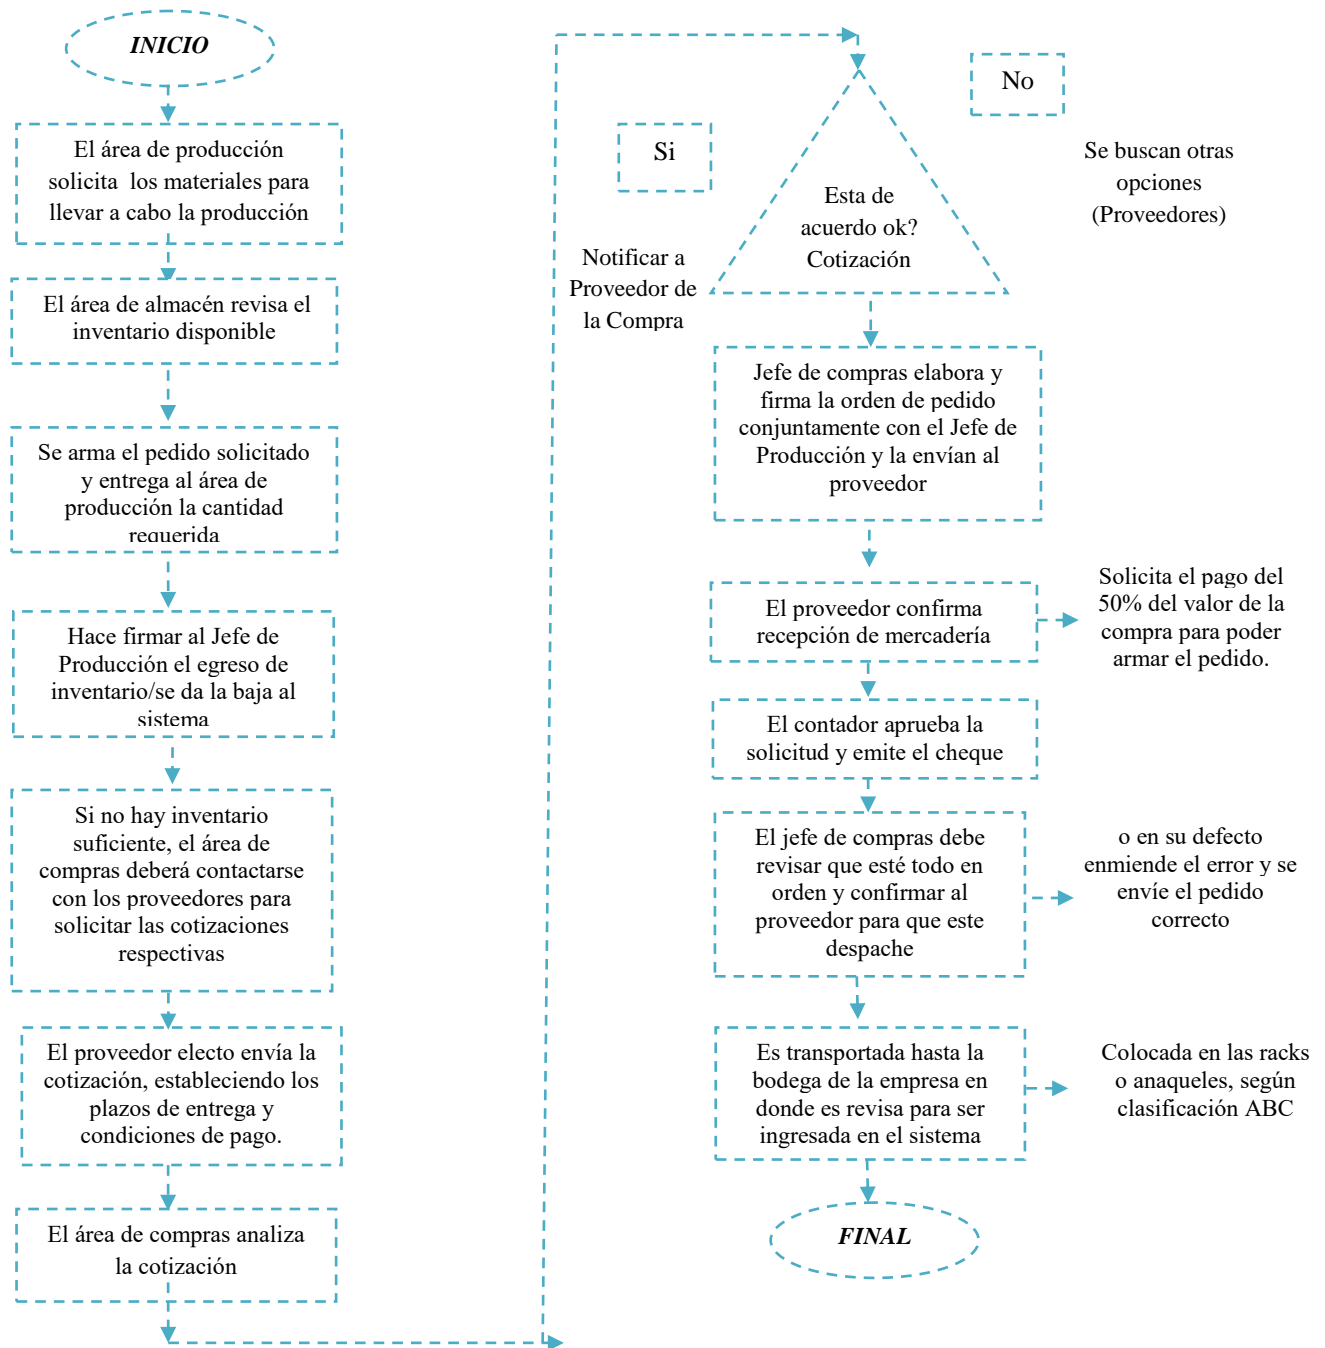 INICIO
El área de producción
solicita los materiales para
llevar a cabo la producción
El área de almacén revisa el
inventario disponible
Se arma el pedido solicitado
y entrega al área de
producción la cantidad
requerida
Hace firmar al Jefe de
Producción el egreso de
inventario/se da la baja al
sistema
Si no hay inventario
suficiente, el área de
compras deberá contactarse
con los proveedores para
solicitar las cotizaciones
respectivas
El proveedor electo envía la
cotización, estableciendo los
plazos de entrega y
condiciones de pago.
El área de compras analiza
la cotización
Esta de
acuerdo ok?
Cotización
Si
Notificar a
Proveedor de
la Compra
No
Se buscan otras
opciones
(Proveedores)
Jefe de compras elabora y
firma la orden de pedido
conjuntamente con el Jefe de
Producción y la envían al
proveedor
El proveedor confirma
recepción de mercadería
Solicita el pago del
50% del valor de la
compra para poder
armar el pedido.
El contador aprueba la
solicitud y emite el cheque
El jefe de compras debe
revisar que esté todo en
orden y confirmar al
proveedor para que este
despache
o en su defecto
enmiende el error y se
envíe el pedido
correcto
Es transportada hasta la
bodega de la empresa en
donde es revisa para ser
ingresada en el sistema
Colocada en las racks
o anaqueles, según
clasificación ABC
FINAL